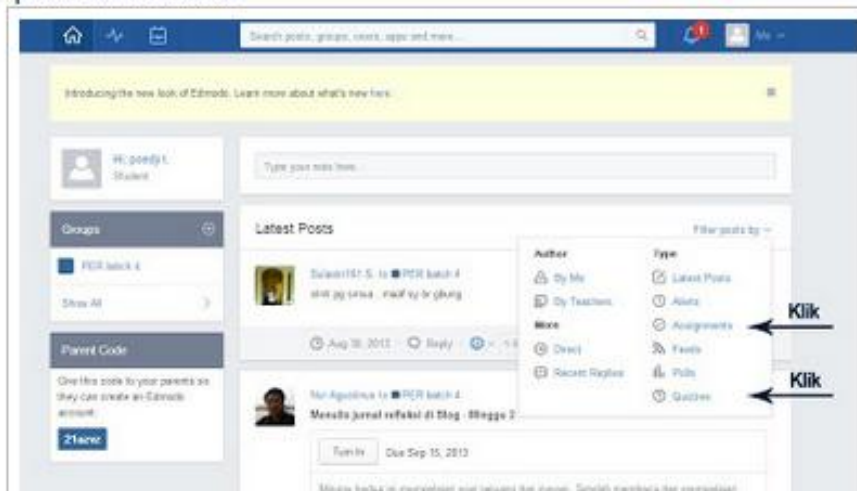 Search posts, groups, users, apps and more...
1
Me
Introducing the new look of Edmodo. Learn more about what's new here.
Hi, poedji t.
Student
Type your note here...
Groups
PER batch 4
Show All
Parent Code
Give this code to your parents so
they can create an Edmodo
account:
Latest Posts
Filter posts by
Author
By Me
By Teachers
More
Direct
Recent Replies
Type
Latest Posts
Alerts
Assignments
Feeds
Polls
Quizzes
Klik
Klik
to PER batch 4
Aug 18, 2013
Reply
Nur Agustinus to PER batch 4
Menulis jurnal refleksi di Blog - Minggu 2
Turn In
Due Sep 15, 2013